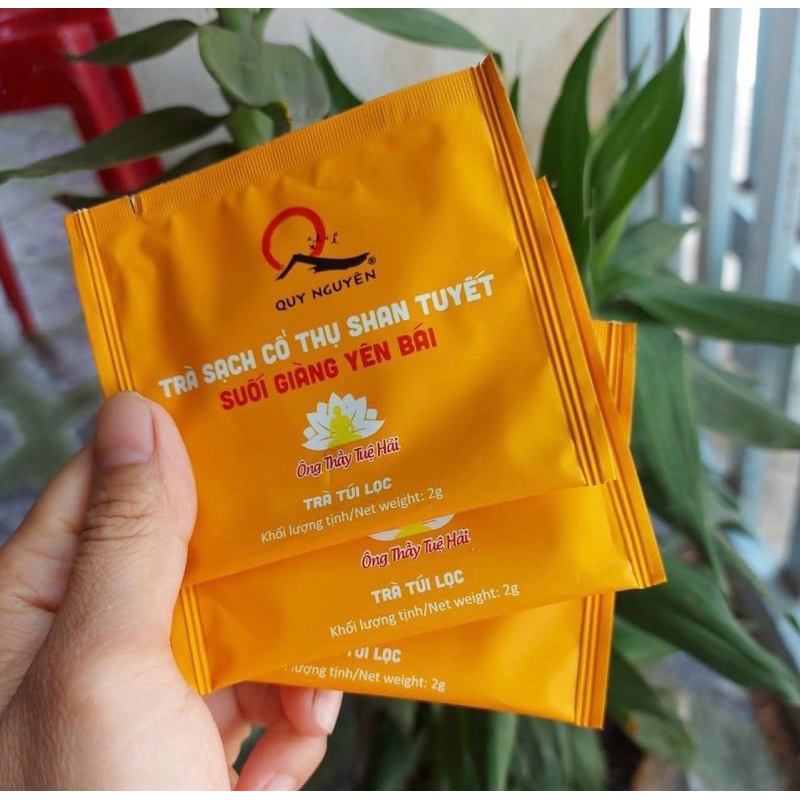 QUY NGUYÊN
®
TRÀ SẠCH CỔ THỤ SHAN TUYẾT
SUỐI GIÀNG YÊN BÁI
Ông Thầy Tuệ Hải
TRÀ TÚI LỌC
Khối lượng tịnh/Net weight: 2g
Ông Thầy Tuệ Hải
TRÀ TÚI LỌC
Khối lượng tịnh/Net weight: 2g
TÚI LỌC
lượng tịnh/Net weight: 2g